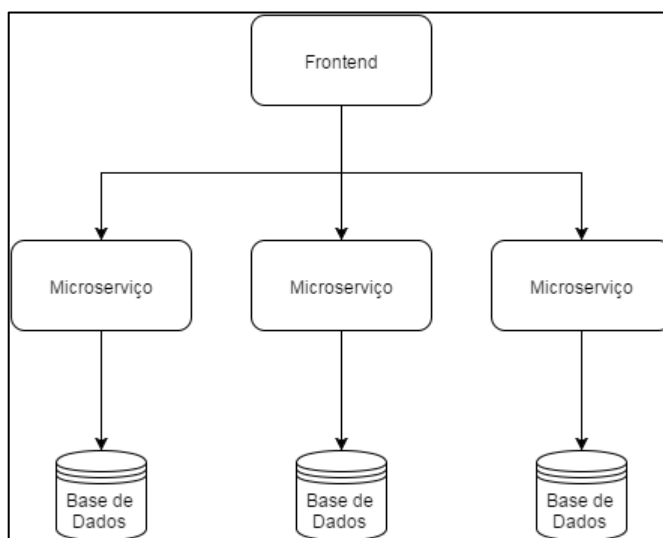 Frontend
Microserviço
Microserviço
Microserviço
Base de
Dados
Base de
Dados
Base de
Dados